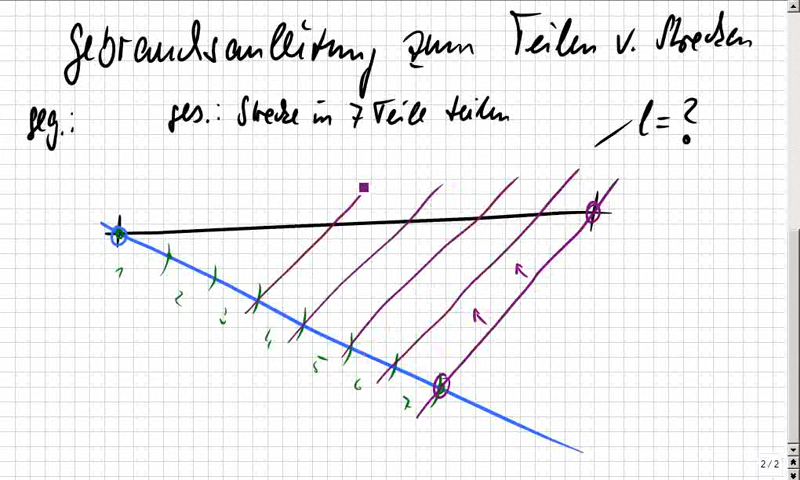 Gebrauchsanleitung zum Teilen v. Strecken
geg.: ges.: Strecke in 7 Teile teilen l = ?
1 2 3 4 5 6 7
2/2